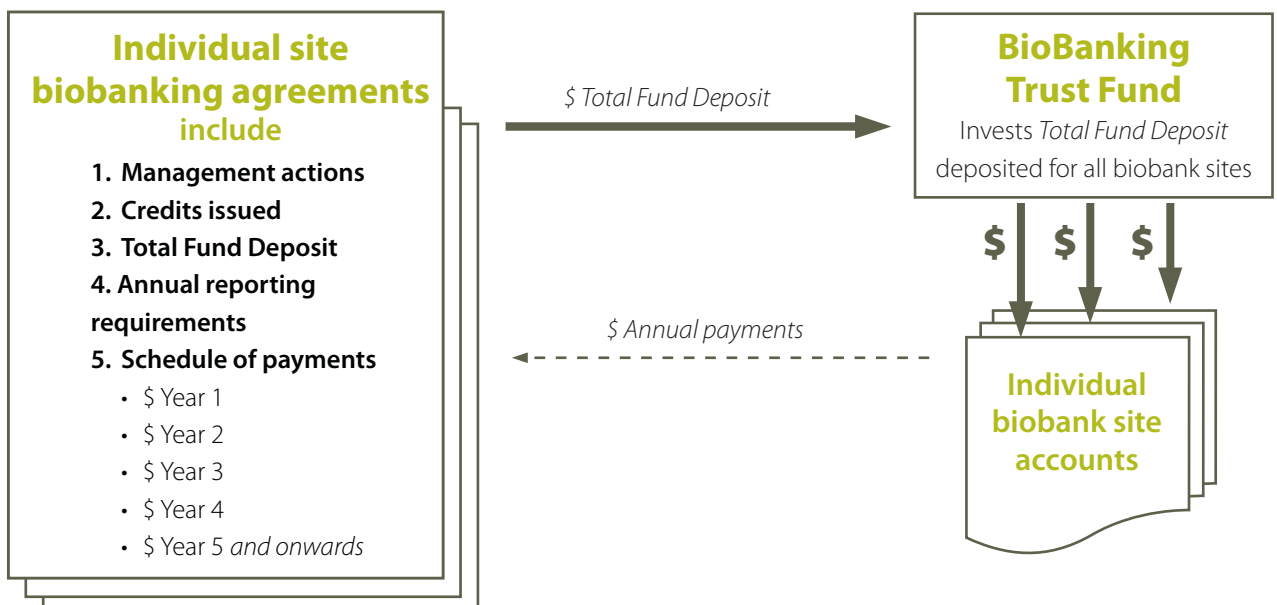 Individual site
biobanking agreements
include
1. Management actions
2. Credits issued
3. Total Fund Deposit
4. Annual reporting
requirements
5. Schedule of payments
• $ Year 1
• $ Year 2
• $ Year 3
• $ Year 4
• $ Year 5 and onwards
$ Total Fund Deposit
$ Annual payments
BioBanking
Trust Fund
Invests Total Fund Deposit
deposited for all biobank sites
$ $ $
Individual
biobank site
accounts